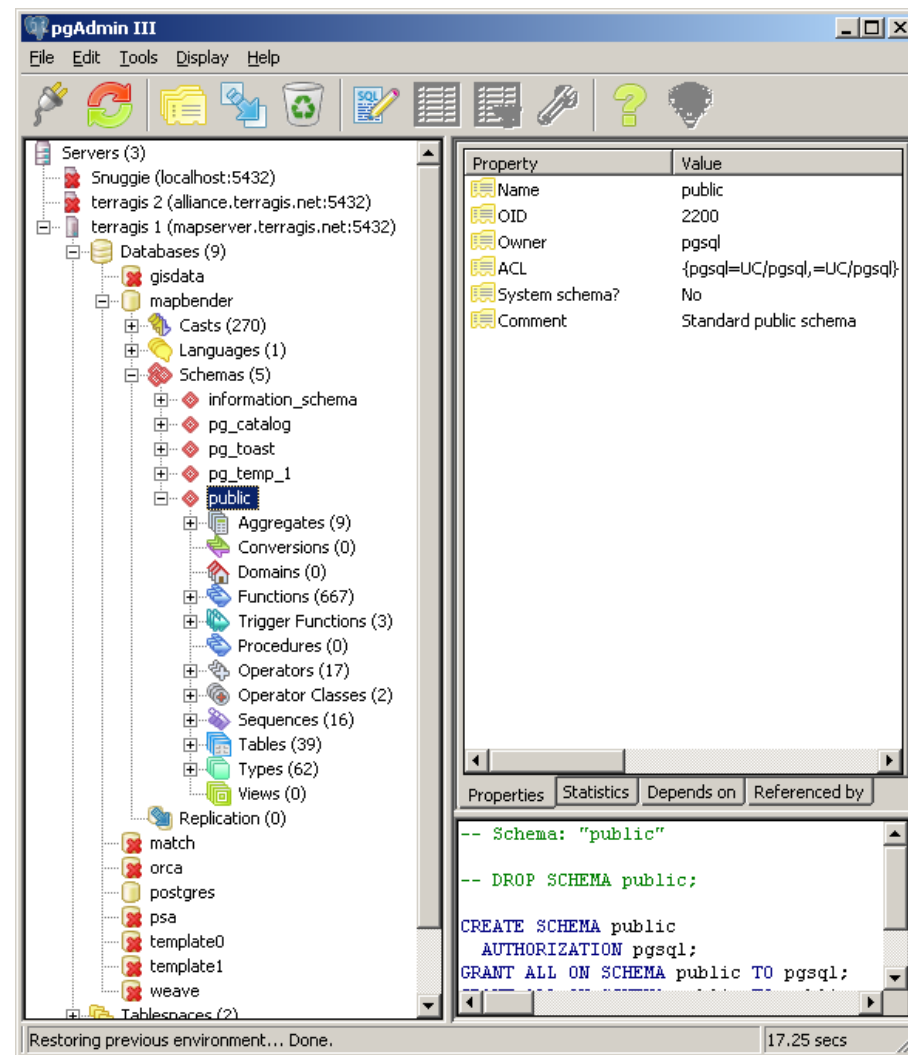 pgAdmin III
File Edit Tools Display Help
SQL
Servers (3)
Snuggie (localhost:5432)
terragis 2 (alliance.terragis.net:5432)
terragis 1 (mapserver.terragis.net:5432)
Databases (9)
gisdata
mapbender
Casts (270)
Languages (1)
Schemas (5)
information_schema
pg_catalog
pg_toast
pg_temp_1
public
Aggregates (9)
Conversions (0)
Domains (0)
Functions (667)
Trigger Functions (3)
Procedures (0)
Operators (17)
Operator Classes (2)
Sequences (16)
Tables (39)
Types (62)
Views (0)
Replication (0)
match
orca
postgres
psa
template0
template1
weave
Tablespaces (2)
Property Value
Name public
OID 2200
Owner pgsql
ACL {pgsql=UC/pgsql,=UC/pgsql}
System schema? No
Comment Standard public schema
Properties Statistics Depends on Referenced by
-- Schema: "public"
-- DROP SCHEMA public;
CREATE SCHEMA public
AUTHORIZATION pgsql;
GRANT ALL ON SCHEMA public TO pgsql;
Restoring previous environment... Done. 17.25 secs